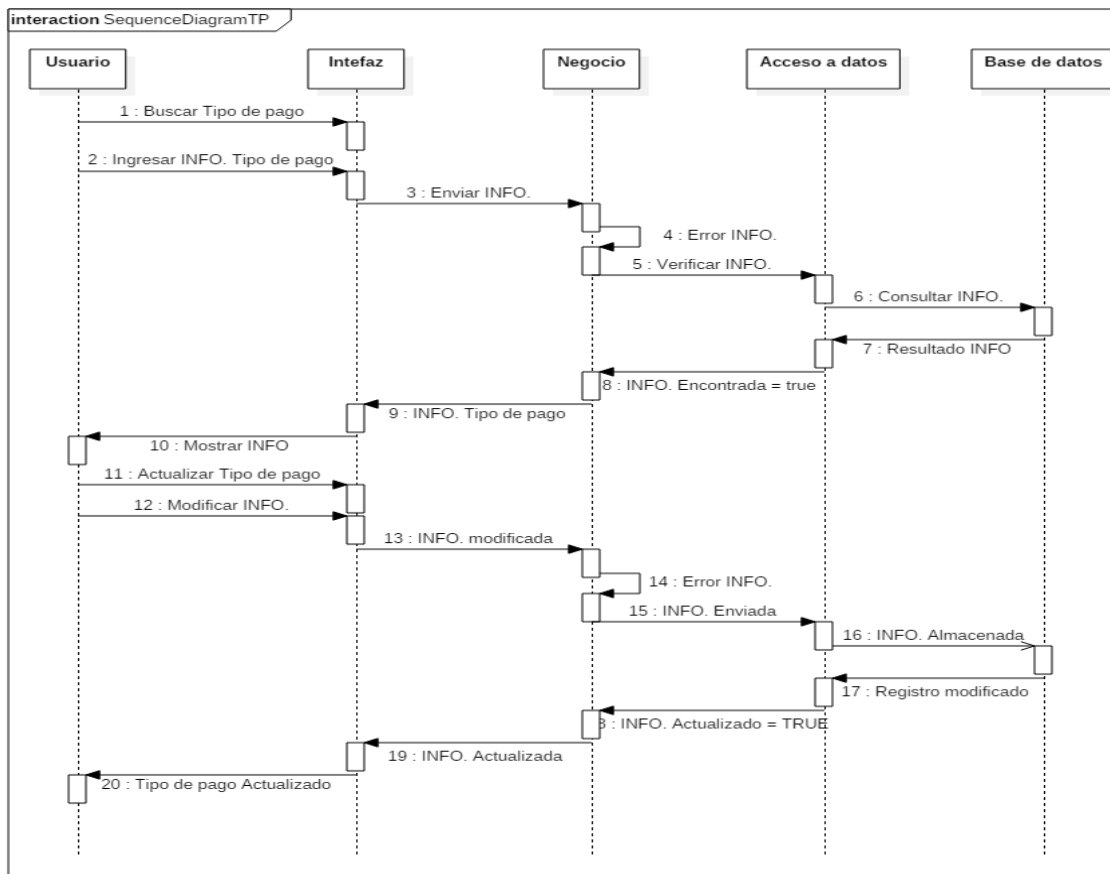 interaction SequenceDiagramTP
Usuario
Intefaz
Negocio
Acceso a datos
Base de datos
1 : Buscar Tipo de pago
2 : Ingresar INFO. Tipo de pago
3 : Enviar INFO.
4 : Error INFO.
5 : Verificar INFO.
6 : Consultar INFO.
7 : Resultado INFO
8 : INFO. Encontrada = true
9 : INFO. Tipo de pago
10 : Mostrar INFO
11 : Actualizar Tipo de pago
12 : Modificar INFO.
13 : INFO. modificada
14 : Error INFO.
15 : INFO. Enviada
16 : INFO. Almacenada
17 : Registro modificado
: INFO. Actualizado = TRUE
19 : INFO. Actualizada
20 : Tipo de pago Actualizado